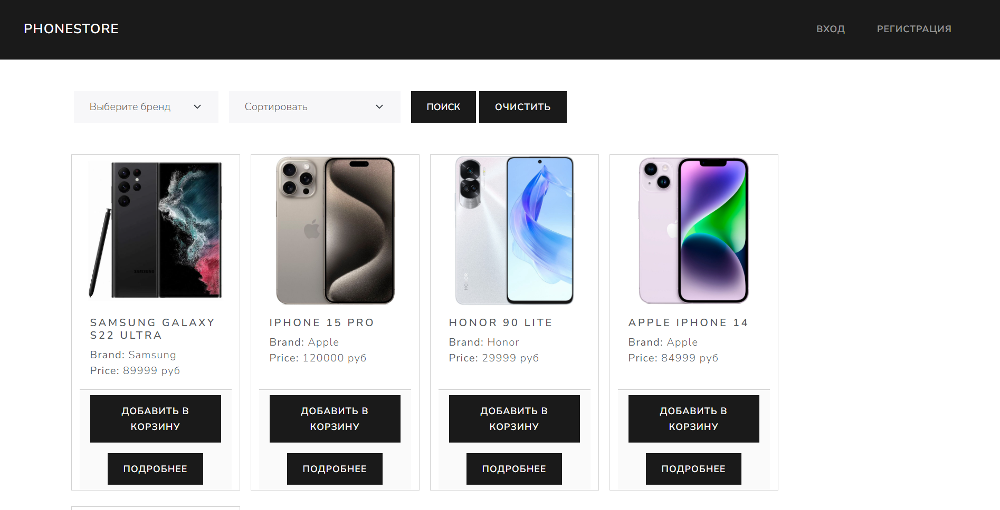 PHONESTORE
ВХОД
РЕГИСТРАЦИЯ
Выберите бренд
Сортировать
ПОИСК
ОЧИСТИТЬ
SAMSUNG
HONOR
SAMSUNG GALAXY
S22 ULTRA
Brand: Samsung
Price: 89999 руб
ДОБАВИТЬ В
КОРЗИНУ
ПОДРОБНЕЕ
IPHONE 15 PRO
Brand: Apple
Price: 120000 руб
ДОБАВИТЬ В
КОРЗИНУ
ПОДРОБНЕЕ
HONOR 90 LITE
Brand: Honor
Price: 29999 руб
ДОБАВИТЬ В
КОРЗИНУ
ПОДРОБНЕЕ
APPLE IPHONE 14
Brand: Apple
Price: 84999 руб
ДОБАВИТЬ В
КОРЗИНУ
ПОДРОБНЕЕ